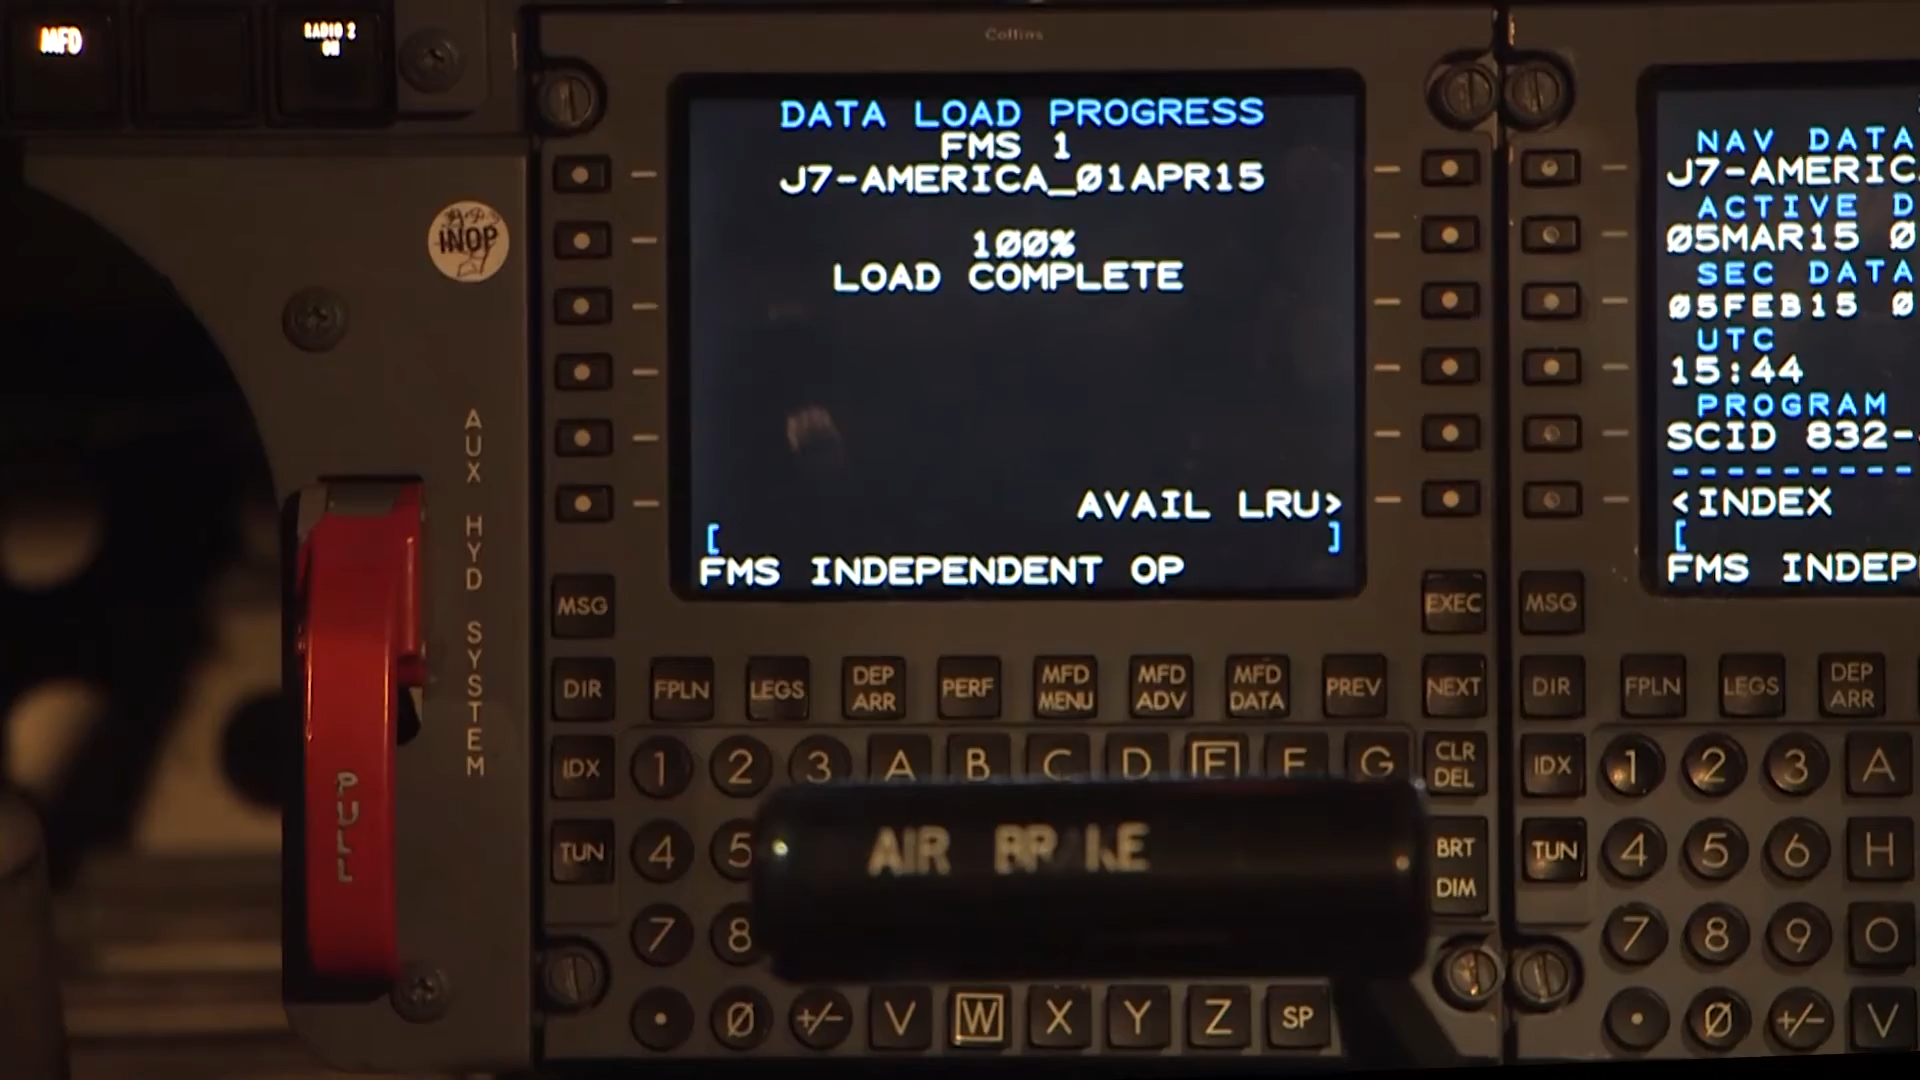 MFD
RADIO 2
ON
Collins
INOP
AUX HYD SYSTEM
PULL
DATA LOAD PROGRESS
FMS 1
J7-AMERICA_01APR15
100%
LOAD COMPLETE
AVAIL LRU>
[ ]
FMS INDEPENDENT OP
MSG
EXEC
DIR
FPLN
LEGS
DEP
ARR
PERF
MFD
MENU
MFD
ADV
MFD
DATA
PREV
NEXT
IDX
1 2 3 A B C D E F G
CLR
DEL
TUN
4 5
AIR BRAKE
BRT
DIM
7 8
. 0 +/- V W X Y Z SP
NAV DATA
J7-AMERIC
ACTIVE D
05MAR15 0
SEC DATA
05FEB15 0
UTC
15:44
PROGRAM
SCID 832-
----------
<INDEX
[
FMS INDEP
MSG
DIR
FPLN
LEGS
DEP
ARR
IDX
1 2 3 A
TUN
4 5 6 H
7 8 9 O
. 0 +/- V